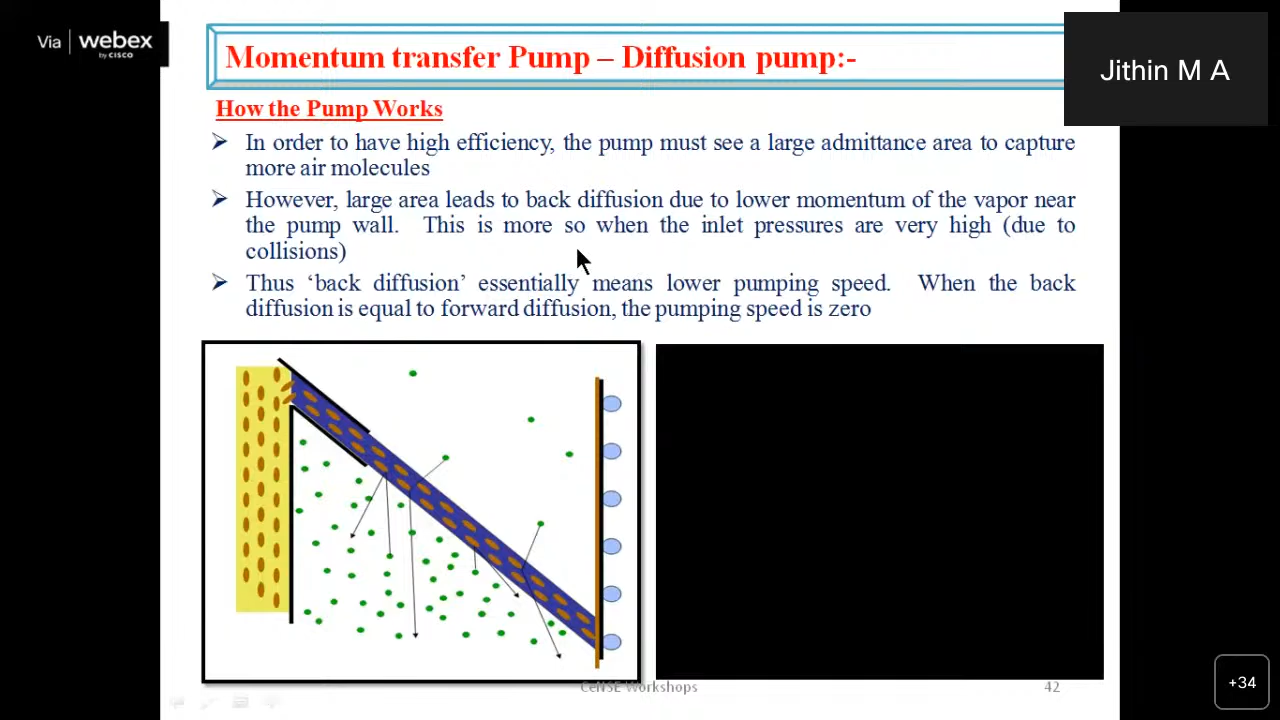 Via webex
by CISCO
Jithin M A
Momentum transfer Pump – Diffusion pump:-
How the Pump Works
In order to have high efficiency, the pump must see a large admittance area to capture
more air molecules
However, large area leads to back diffusion due to lower momentum of the vapor near
the pump wall. This is more so when the inlet pressures are very high (due to
collisions)
Thus ‘back diffusion’ essentially means lower pumping speed. When the back
diffusion is equal to forward diffusion, the pumping speed is zero
CeNSE Workshops
42
+34